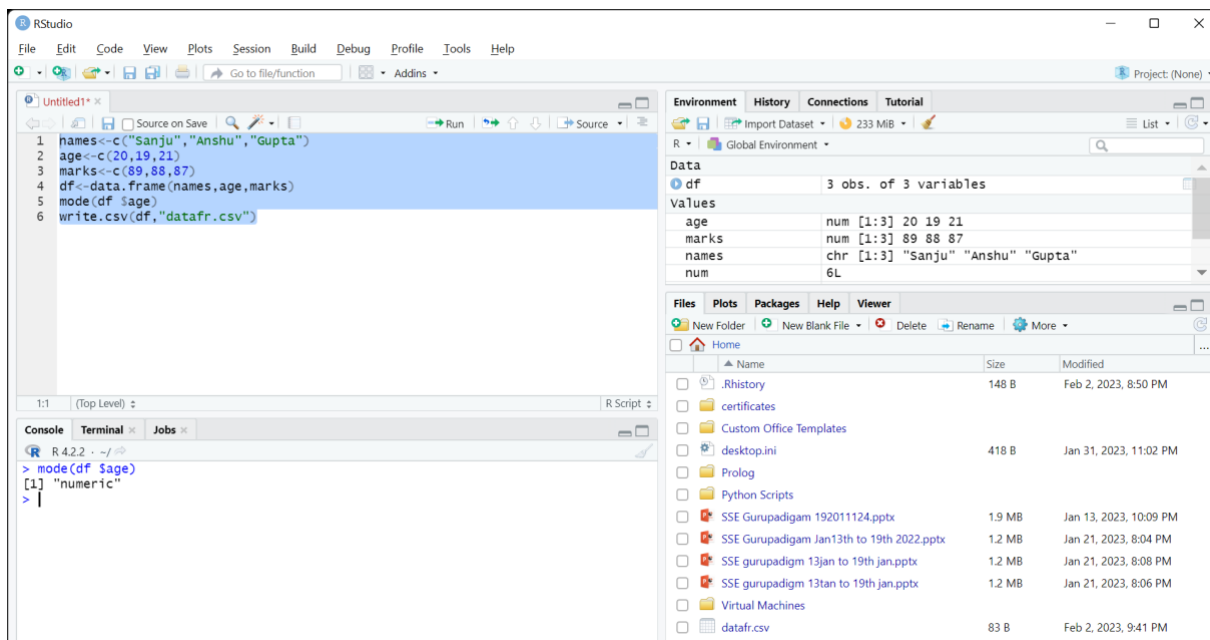 RStudio
File Edit Code View Plots Session Build Debug Profile Tools Help
Go to file/function Addins Project: (None)
Untitled1*
Source on Save Run Source
1 names<-c("Sanju","Anshu","Gupta")
2 age<-c(20,19,21)
3 marks<-c(89,88,87)
4 df<-data.frame(names,age,marks)
5 mode(df $age)
6 write.csv(df,"datafr.csv")
1:1 (Top Level) R Script
Console Terminal Jobs
R 4.2.2 · ~/
> mode(df $age)
[1] "numeric"
>
Environment History Connections Tutorial
Import Dataset 233 MiB List
R Global Environment
Data
df 3 obs. of 3 variables
Values
age num [1:3] 20 19 21
marks num [1:3] 89 88 87
names chr [1:3] "Sanju" "Anshu" "Gupta"
num 6L
Files Plots Packages Help Viewer
New Folder New Blank File Delete Rename More
Home ...
Name Size Modified
.Rhistory 148 B Feb 2, 2023, 8:50 PM
certificates
Custom Office Templates
desktop.ini 418 B Jan 31, 2023, 11:02 PM
Prolog
Python Scripts
SSE Gurupadigam 192011124.pptx 1.9 MB Jan 13, 2023, 10:09 PM
SSE Gurupadigam Jan13th to 19th 2022.pptx 1.2 MB Jan 21, 2023, 8:04 PM
SSE gurupadigm 13jan to 19th jan.pptx 1.2 MB Jan 21, 2023, 8:08 PM
SSE gurupadigm 13tan to 19th jan.pptx 1.2 MB Jan 21, 2023, 8:06 PM
Virtual Machines
datafr.csv 83 B Feb 2, 2023, 9:41 PM